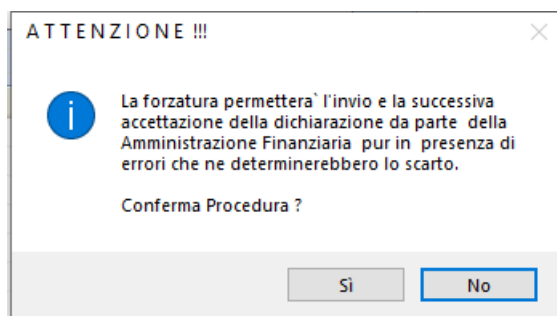 ATTENZIONE !!!
La forzatura permettera` l'invio e la successiva
accettazione della dichiarazione da parte della
Amministrazione Finanziaria pur in presenza di
errori che ne determinerebbero lo scarto.
Conferma Procedura ?
Sì
No